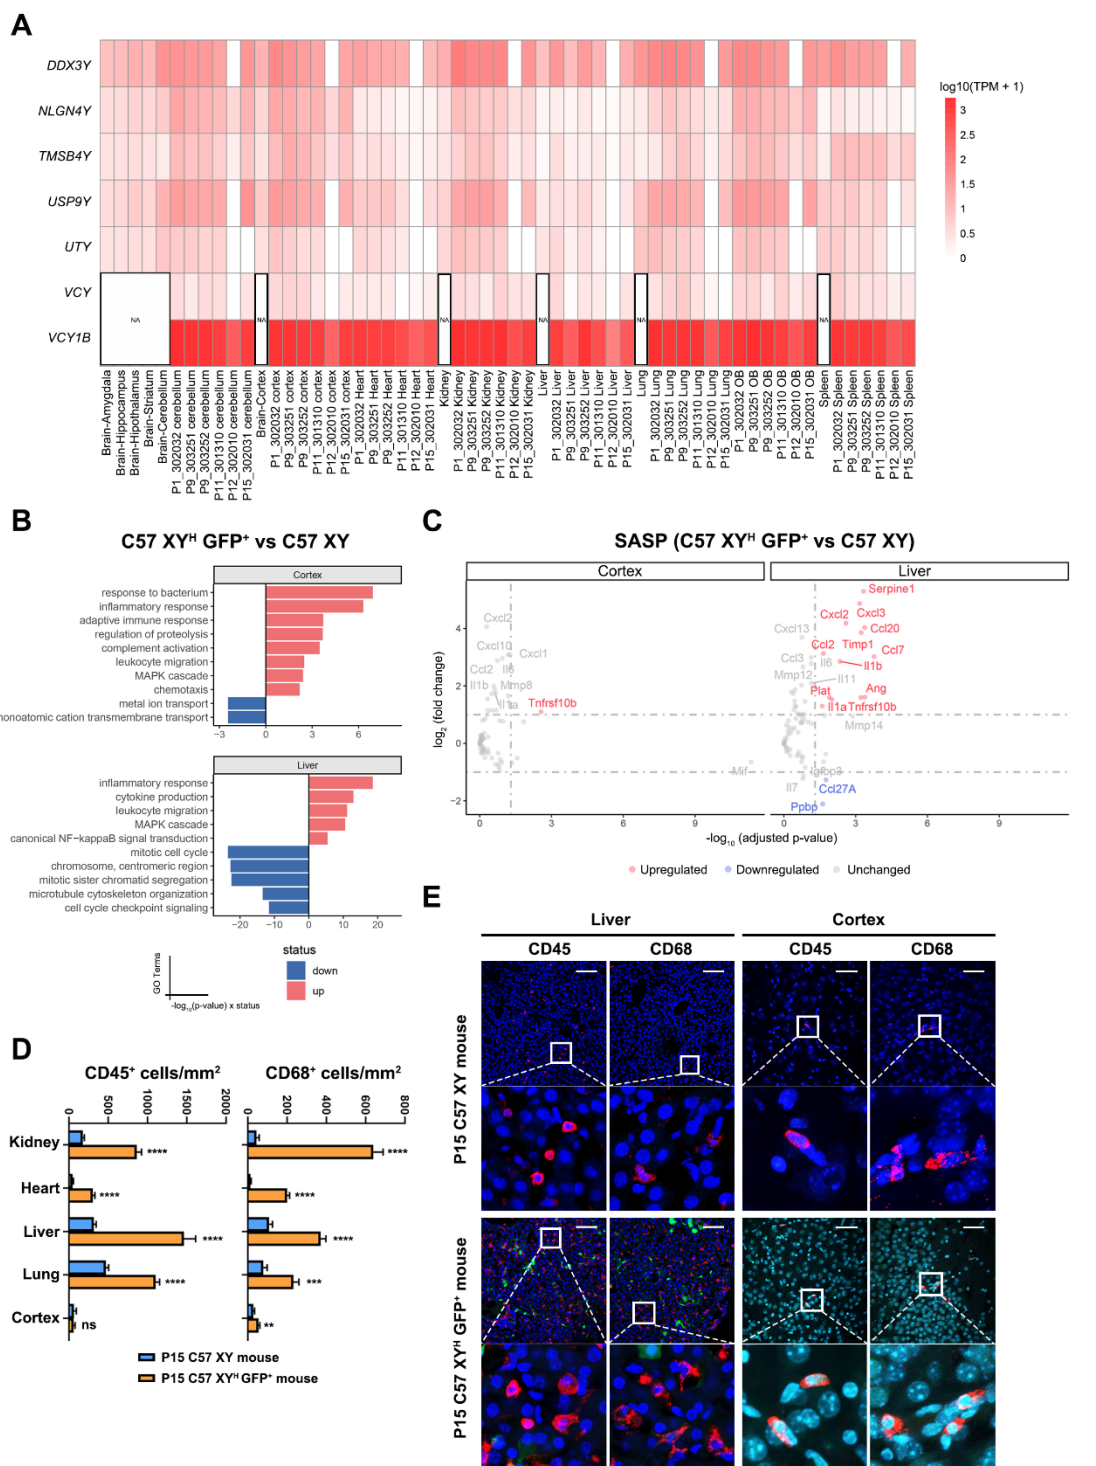 A
DDX3Y
NLGN4Y
TMSB4Y
USP9Y
UTY
VCY
VCY1B
NA
NA
NA
NA
NA
NA
log10(TPM + 1)
3
2.5
2
1.5
1
0.5
0
Brain-Amygdala
Brain-Hippocampus
Brain-Hipothalamus
Brain-Striatum
Brain-Cerebellum
P1_302032 cerebellum
P9_303251 cerebellum
P9_303252 cerebellum
P11_301310 cerebellum
P12_302010 cerebellum
P15_302031 cerebellum
Brain-Cortex
P1_302032 cortex
P9_303251 cortex
P9_303252 cortex
P11_301310 cortex
P12_302010 cortex
P15_302031 cortex
P1_302032 Heart
P9_303251 Heart
P9_303252 Heart
P11_301310 Heart
P12_302010 Heart
P15_302031 Heart
Kidney
P1_302032 Kidney
P9_303251 Kidney
P9_303252 Kidney
P11_301310 Kidney
P12_302010 Kidney
P15_302031 Kidney
Liver
P1_302032 Liver
P9_303251 Liver
P9_303252 Liver
P11_301310 Liver
P12_302010 Liver
P15_302031 Liver
Lung
P1_302032 Lung
P9_303251 Lung
P9_303252 Lung
P11_301310 Lung
P12_302010 Lung
P15_302031 Lung
P1_302032 OB
P9_303251 OB
P9_303252 OB
P11_301310 OB
P12_302010 OB
P15_302031 OB
Spleen
P1_302032 Spleen
P9_303251 Spleen
P9_303252 Spleen
P11_301310 Spleen
P12_302010 Spleen
P15_302031 Spleen
B
C57 XYᴴ GFP⁺ vs C57 XY
Cortex
response to bacterium
inflammatory response
adaptive immune response
regulation of proteolysis
complement activation
leukocyte migration
MAPK cascade
chemotaxis
metal ion transport
monoatomic cation transmembrane transport
−3 0 3 6
Liver
inflammatory response
cytokine production
leukocyte migration
MAPK cascade
canonical NF−kappaB signal transduction
mitotic cell cycle
chromosome, centromeric region
mitotic sister chromatid segregation
microtubule cytoskeleton organization
cell cycle checkpoint signaling
−20 −10 0 10 20
GO Terms
-log₁₀(p-value) x status
status
down
up
C
SASP (C57 XYᴴ GFP⁺ vs C57 XY)
Cortex
Liver
log₂ (fold change)
4
2
0
−2
Cxcl2
Cxcl10
Cxcl1
Ccl2
Il6
Il1b
Mmp8
Il1a
Tnfrsf10b
Mif
Serpine1
Cxcl2
Cxcl3
Cxcl13
Ccl20
Ccl2
Timp1
Ccl7
Ccl3
Il6
Il1b
Mmp12
Il11
Plat
Ang
Il1a
Tnfrsf10b
Mmp14
Igfbp3
Il7
Ccl27A
Ppbp
0 3 6 9
0 3 6 9
-log₁₀ (adjusted p-value)
Upregulated
Downregulated
Unchanged
D
CD45⁺ cells/mm²
CD68⁺ cells/mm²
0 500 1000 1500 2000
0 200 400 600 800
Kidney
****
****
Heart
****
****
Liver
****
****
Lung
****
***
Cortex
ns
**
P15 C57 XY mouse
P15 C57 XYᴴ GFP⁺ mouse
E
Liver
Cortex
CD45
CD68
CD45
CD68
P15 C57 XY mouse
P15 C57 XYᴴ GFP⁺ mouse